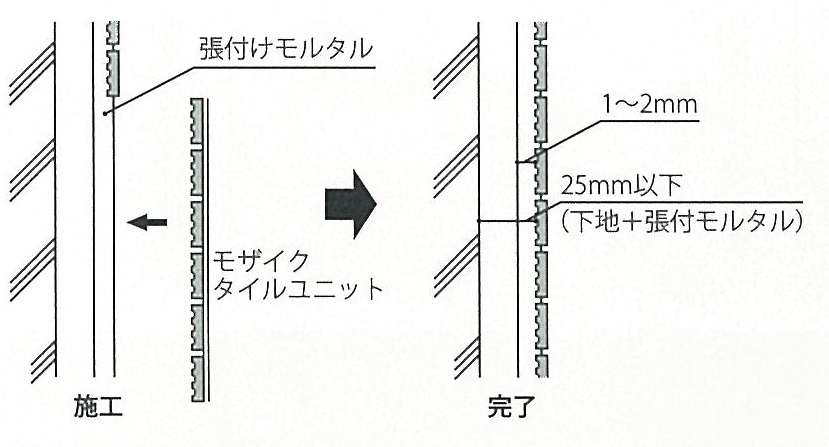 張付けモルタル
モザイク
タイルユニット
施工
1〜2mm
25mm以下
(下地＋張付モルタル)
完了